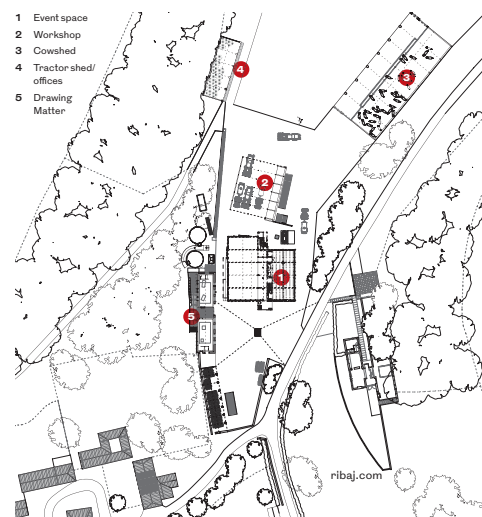 1 Event space
2 Workshop
3 Cowshed
4 Tractor shed/
offices
5 Drawing
Matter
4
3
2
1
5
ribaj.com